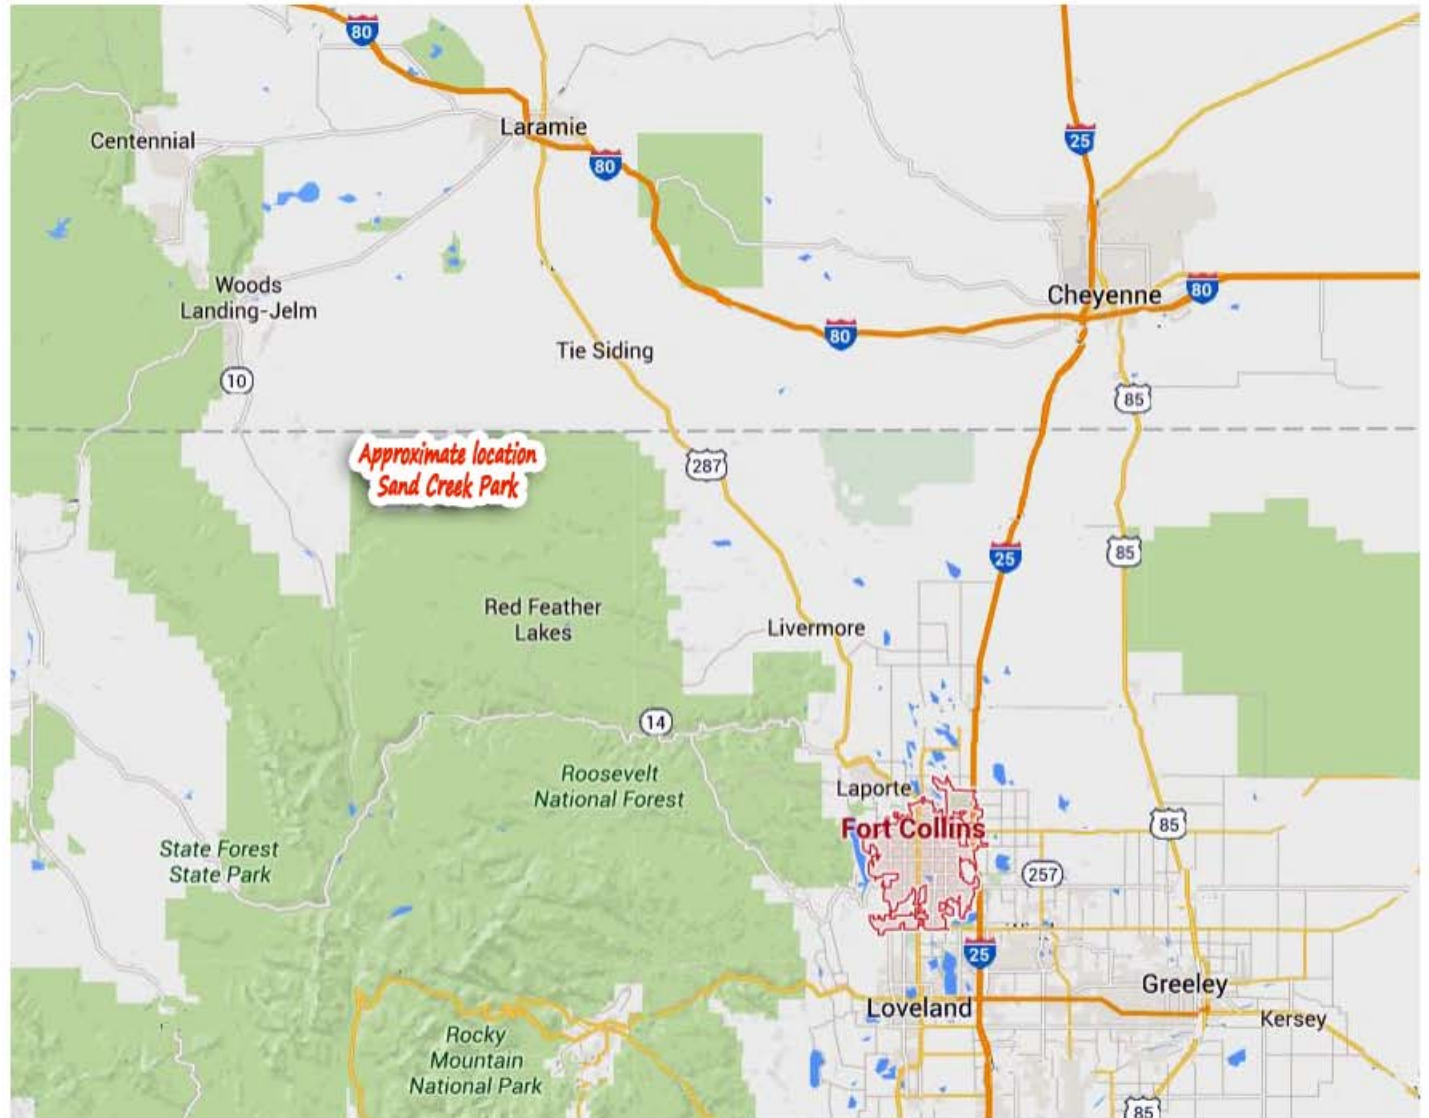 80
25
Laramie
Centennial
80
Woods
Landing-Jelm
Cheyenne
80
80
Tie Siding
10
85
Approximate location
Sand Creek Park
287
25
85
Red Feather
Lakes
Livermore
14
Roosevelt
National Forest
Laporte
Fort Collins
85
State Forest
State Park
257
25
Greeley
Loveland
Kersey
Rocky
Mountain
National Park
85